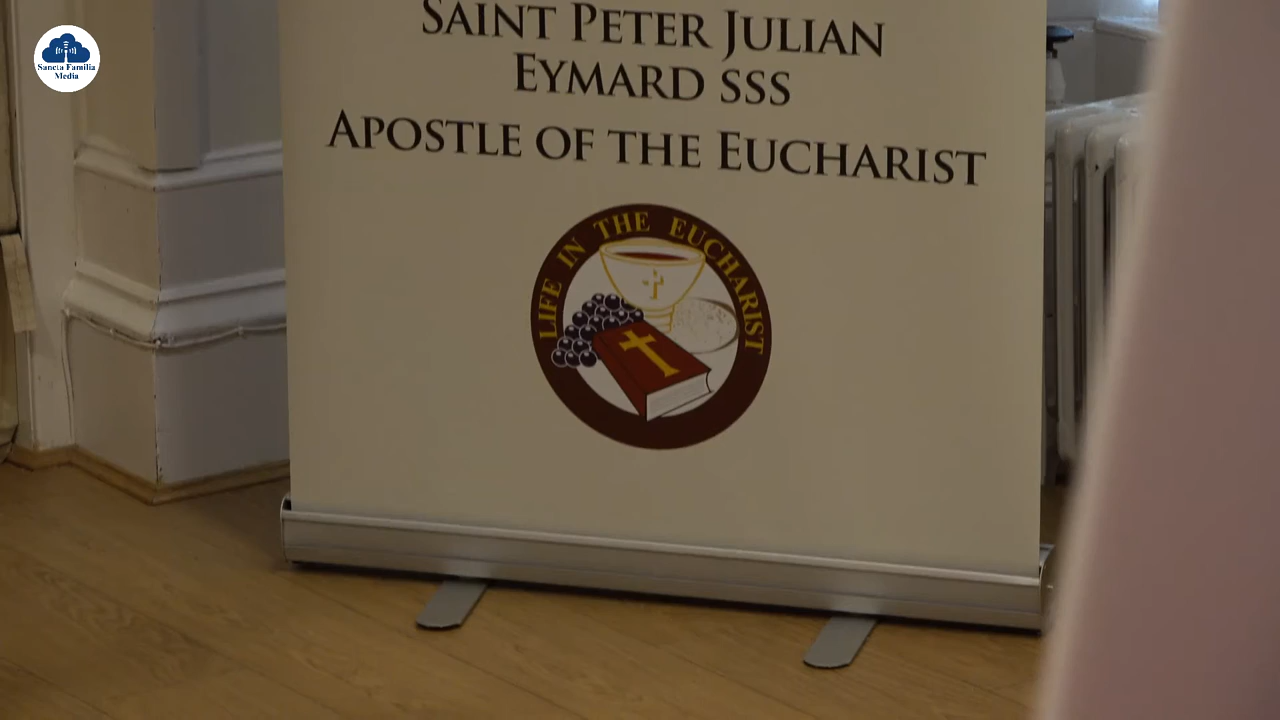 Sancta Familia
Media
SAINT PETER JULIAN
EYMARD SSS
APOSTLE OF THE EUCHARIST
LIFE IN THE EUCHARIST